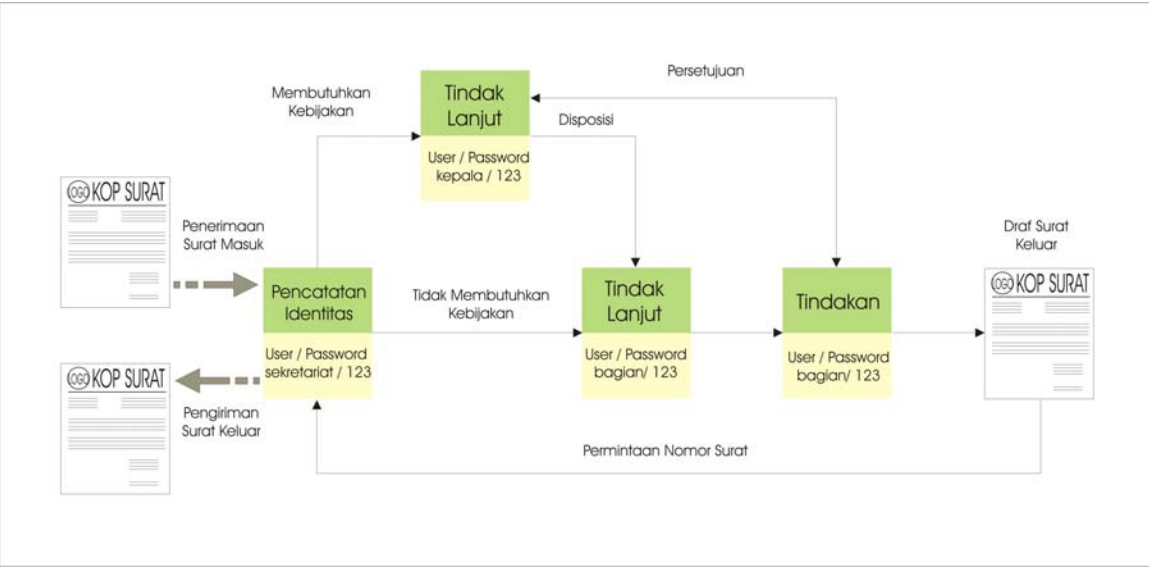 Membutuhkan
Kebijakan
Tindak
Lanjut
User / Password
kepala / 123
Disposisi
Persetujuan
LOGO KOP SURAT
Penerimaan
Surat Masuk
Pencatatan
Identitas
User / Password
sekretariat / 123
Tidak Membutuhkan
Kebijakan
Tindak
Lanjut
User / Password
bagian/ 123
Tindakan
User / Password
bagian/ 123
Draf Surat
Keluar
LOGO KOP SURAT
LOGO KOP SURAT
Pengiriman
Surat Keluar
Permintaan Nomor Surat